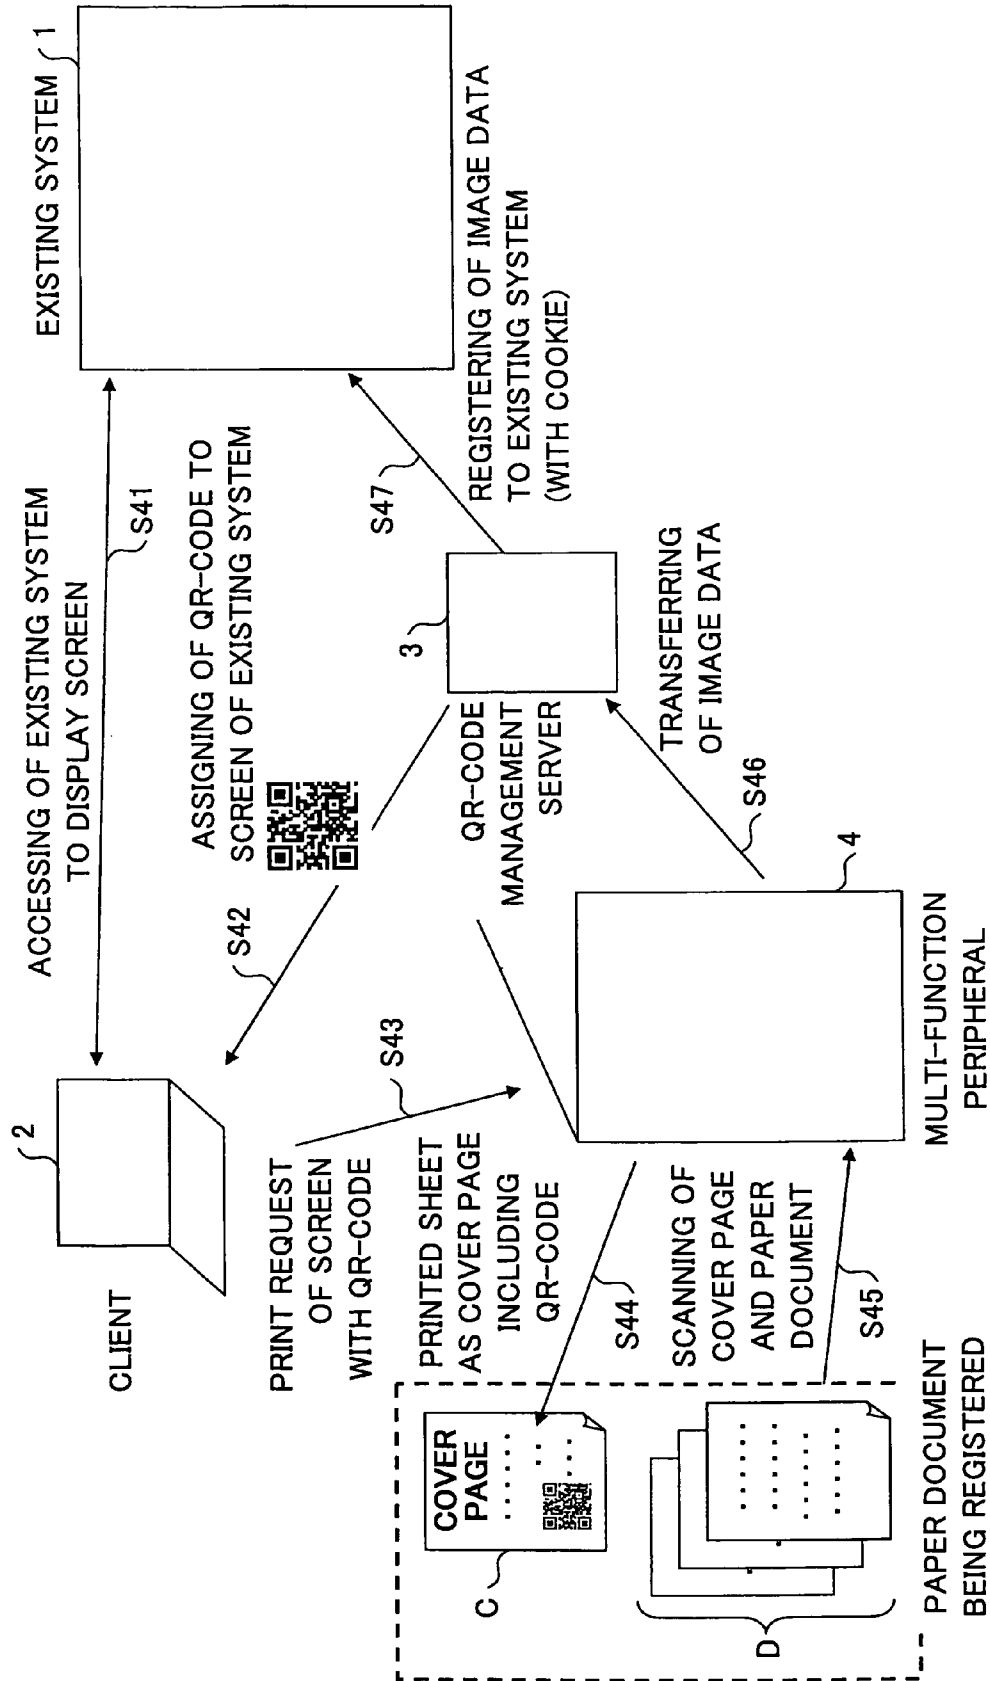 ACCESSING OF EXISTING SYSTEM
TO DISPLAY SCREEN
S41
EXISTING SYSTEM
1
CLIENT
2
S42
ASSIGNING OF QR-CODE TO
SCREEN OF EXISTING SYSTEM
PRINT REQUEST
OF SCREEN
WITH QR-CODE
S43
3
QR-CODE
MANAGEMENT
SERVER
S47
REGISTERING OF IMAGE DATA
TO EXISTING SYSTEM
(WITH COOKIE)
PRINTED SHEET
AS COVER PAGE
INCLUDING
QR-CODE
S44
COVER
PAGE
C
SCANNING OF
COVER PAGE
AND PAPER
DOCUMENT
S45
D
TRANSFERRING
OF IMAGE DATA
S46
4
MULTI-FUNCTION
PERIPHERAL
PAPER DOCUMENT
BEING REGISTERED